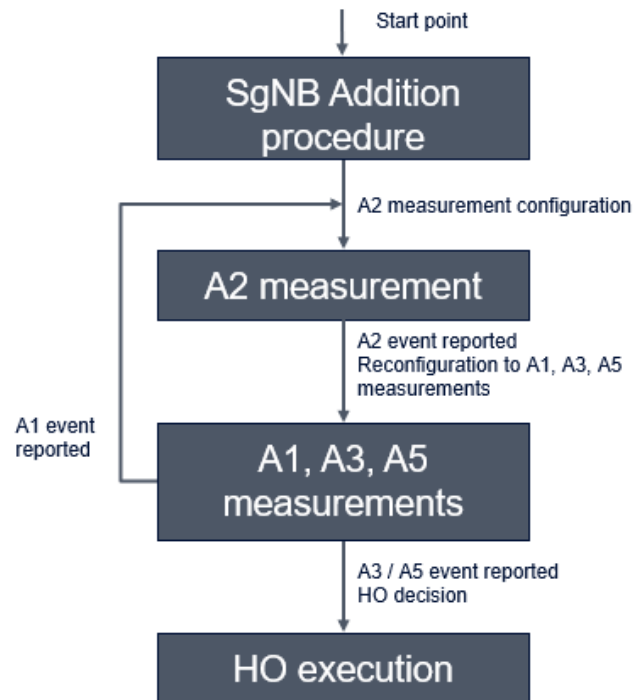 Start point
SgNB Addition
procedure
A2 measurement configuration
A2 measurement
A2 event reported
Reconfiguration to A1, A3, A5
measurements
A1 event
reported
A1, A3, A5
measurements
A3 / A5 event reported
HO decision
HO execution